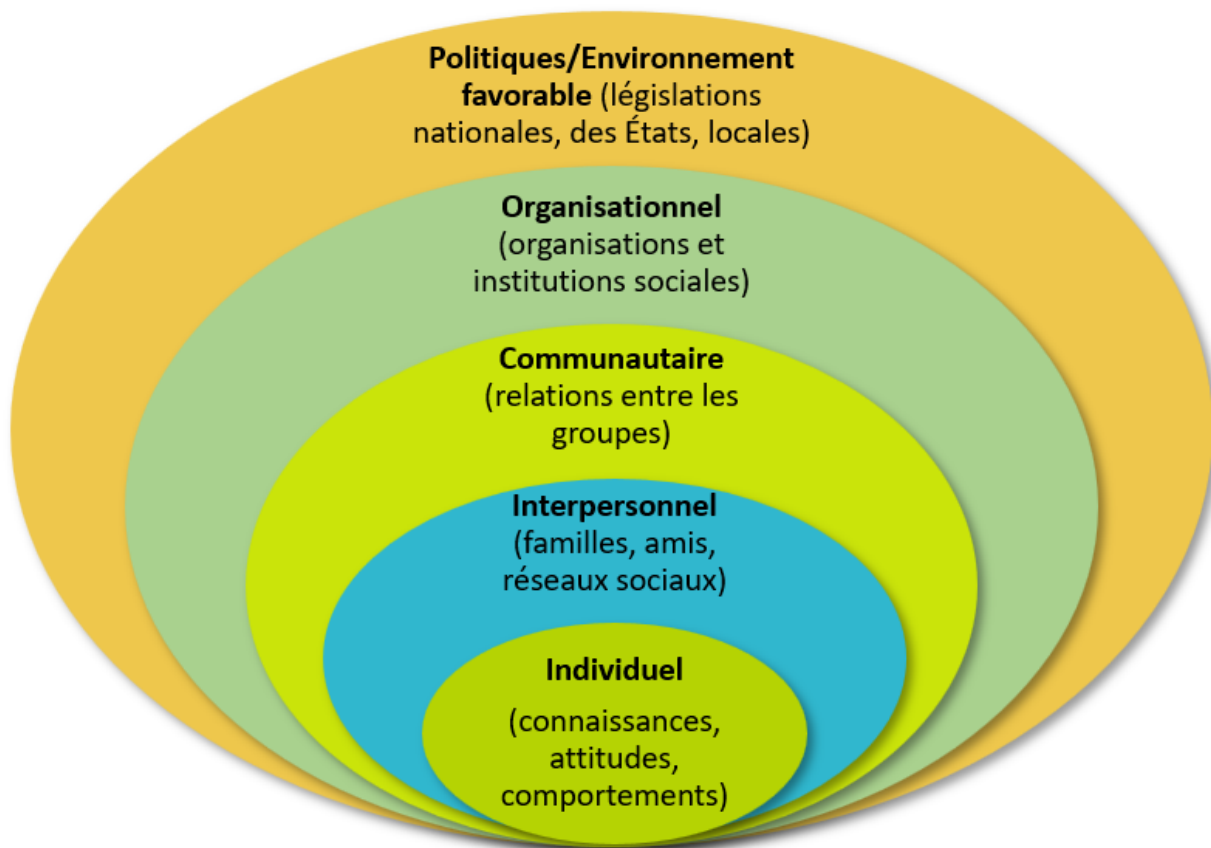 Politiques/Environnement
favorable (législations
nationales, des États, locales)
Organisationnel
(organisations et
institutions sociales)
Communautaire
(relations entre les
groupes)
Interpersonnel
(familles, amis,
réseaux sociaux)
Individuel
(connaissances,
attitudes,
comportements)